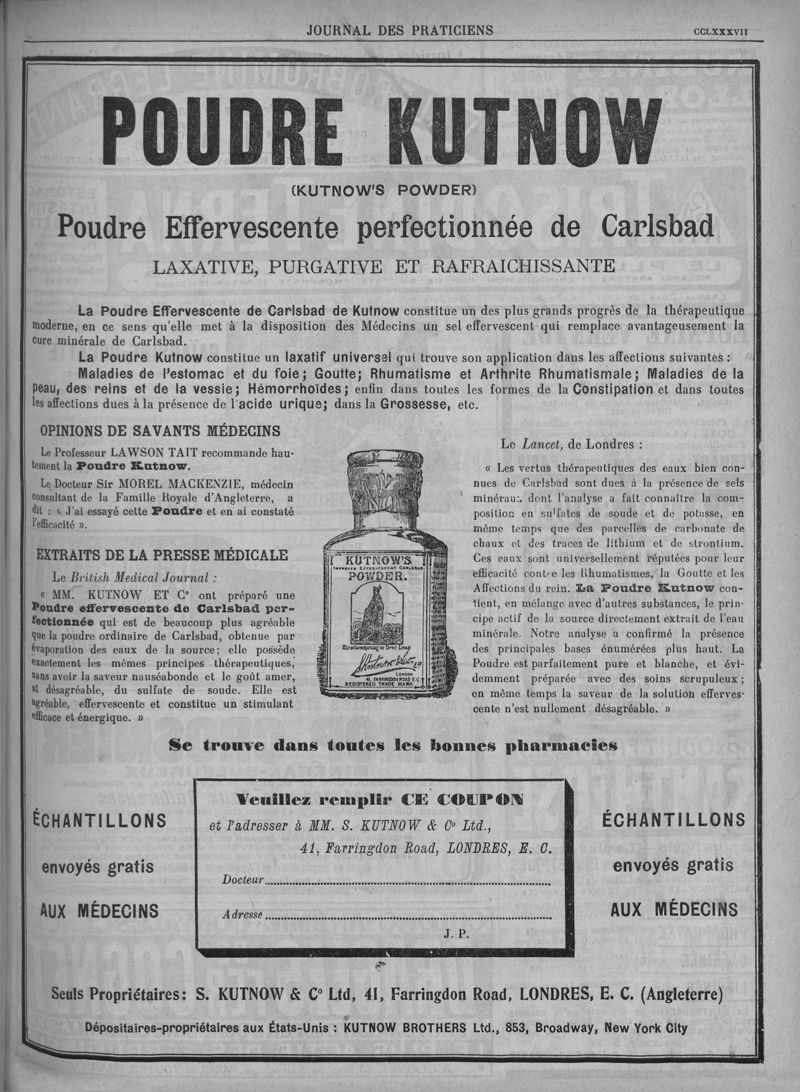 JOURNAL DES PRATICIENS
CCLXXXVII
POUDRE KUTNOW
(KUTNOW'S POWDER)
Poudre Effervescente perfectionnée de Carlsbad
LAXATIVE, PURGATIVE ET RAFRAICHISSANTE
La Poudre Effervescente de Carlsbad de Kutnow constitue un des plus grands progrès de la thérapeutique
moderne, en ce sens qu'elle met à la disposition des Médecins un sel effervescent qui remplace avantageusement la
cure minérale de Carlsbad.
La Poudre Kutnow constitue un laxatif universel qui trouve son application dans les affections suivantes :
Maladies de l'estomac et du foie; Goutte; Rhumatisme et Arthrite Rhumatismale; Maladies de la
peau, des reins et de la vessie; Hémorrhoïdes; enfin dans toutes les formes de la Constipation et dans toutes
les affections dues à la présence de l'acide urique; dans la Grossesse, etc.
OPINIONS DE SAVANTS MÉDECINS
Le Professeur LAWSON TAIT recommande hau-
tement la Poudre Kutnow.
Le Docteur Sir MOREL MACKENZIE, médecin
consultant de la Famille Royale d'Angleterre, a
dit : « J'ai essayé cette Poudre et en ai constaté
l'efficacité ».
EXTRAITS DE LA PRESSE MÉDICALE
Le British Medical Journal :
« MM. KUTNOW ET Cº ont préparé une
Poudre effervescente de Carlsbad per-
fectionnée qui est de beaucoup plus agréable
que la poudre ordinaire de Carlsbad, obtenue par
évaporation des eaux de la source; elle possède
exactement les mêmes principes thérapeutiques,
sans avoir la saveur nauséabonde et le goût amer,
si désagréable, du sulfate de soude. Elle est
agréable, effervescente et constitue un stimulant
efficace et énergique. »
KUTNOW'S
IMPROVED EFFERVESCENT CARLSBAD
POWDER.
Hirschensprung or Deer Leap
LONDON
41, FARRINGDON ROAD E.C.
REGISTERED TRADE MARK
Le Lancet, de Londres :
« Les vertus thérapeutiques des eaux bien con-
nues de Carlsbad sont dues à la présence de sels
minéraux, dont l'analyse a fait connaître la com-
position en sulfates de soude et de potasse, en
même temps que des parcelles de carbonate de
chaux et des traces de lithium et de strontium.
Ces eaux sont universellement réputées pour leur
efficacité contre les Rhumatismes, la Goutte et les
Affections du rein. La Poudre Kutnow con-
tient, en mélange avec d'autres substances, le prin-
cipe actif de la source directement extrait de l'eau
minérale. Notre analyse a confirmé la présence
des principales bases énumérées plus haut. La
Poudre est parfaitement pure et blanche, et évi-
demment préparée avec des soins scrupuleux ;
en même temps la saveur de la solution efferves-
cente n'est nullement désagréable. »
Se trouve dans toutes les bonnes pharmacies
ÉCHANTILLONS
envoyés gratis
AUX MÉDECINS
Veuillez remplir CE COUPON
et l'adresser à MM. S. KUTNOW & Cº Ltd.,
41, Farringdon Road, LONDRES, E. C.
Docteur
Adresse
J. P.
ÉCHANTILLONS
envoyés gratis
AUX MÉDECINS
Seuls Propriétaires: S. KUTNOW & Cº Ltd, 41, Farringdon Road, LONDRES, E. C. (Angleterre)
Dépositaires-propriétaires aux États-Unis : KUTNOW BROTHERS Ltd., 853, Broadway, New York City